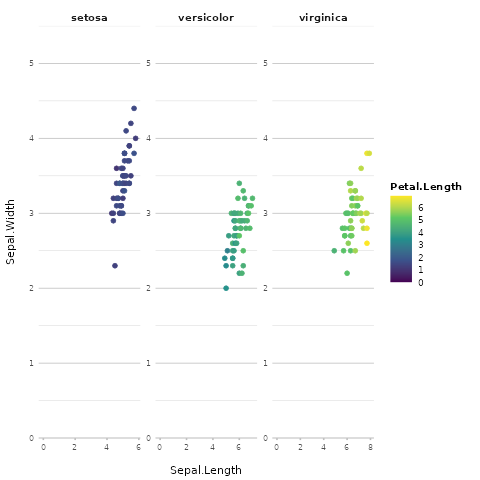 setosa versicolor virginica
5 5 5
4 4 4
3 3 3
2 2 2
1 1 1
0 0 0
0 2 4 6 0 2 4 6 0 2 4 6 8
Sepal.Length
Sepal.Width
Petal.Length
6
5
4
3
2
1
0